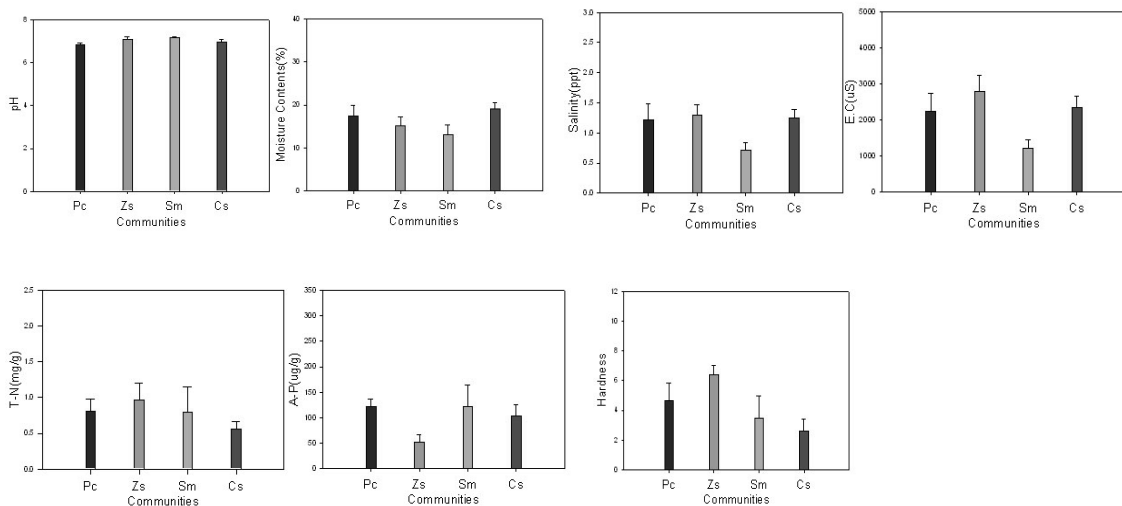 pH
8
6
4
2
0
Pc Zs Sm Cs
Communities
Moisture Contents(%)
40
30
20
10
0
Pc Zs Sm Cs
Communities
Salinity(ppt)
3.0
2.5
2.0
1.5
1.0
0.5
0.0
Pc Zs Sm Cs
Communities
E.C(uS)
5000
4000
3000
2000
1000
0
Pc Zs Sm Cs
Communities
T-N(mg/g)
2.5
2.0
1.5
1.0
0.5
0.0
Pc Zs Sm Cs
Communities
A-P(ug/g)
350
300
250
200
150
100
50
0
Pc Zs Sm Cs
Communities
Hardness
12
10
8
6
4
2
0
Pc Zs Sm Cs
Communities